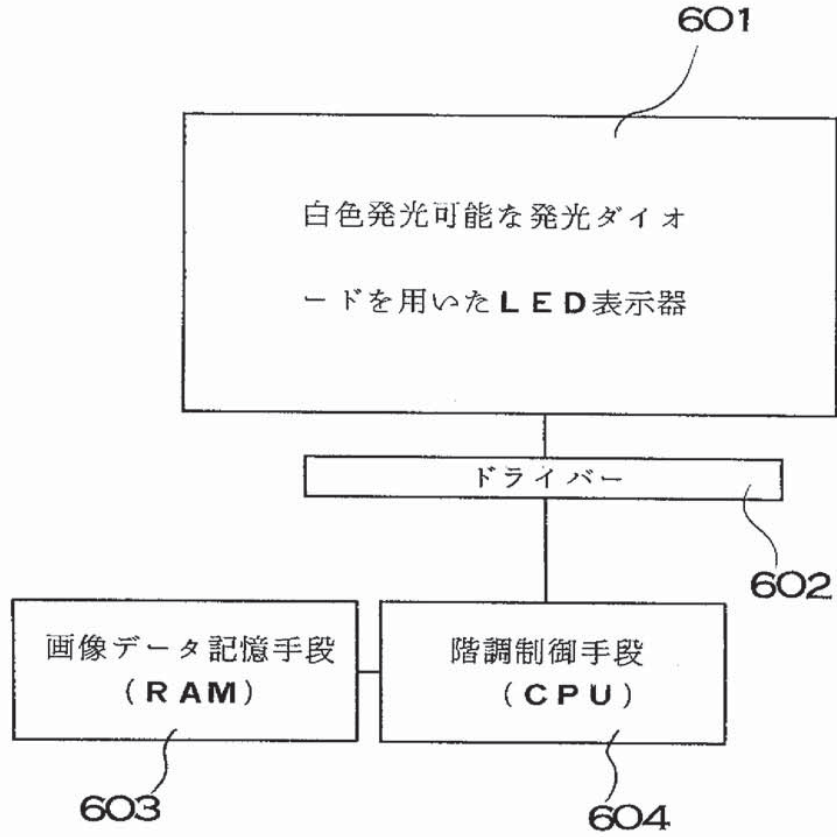 601
白色発光可能な発光ダイオ
ードを用いたLED表示器
ドライバー
602
画像データ記憶手段
(RAM)
階調制御手段
(CPU)
603
604